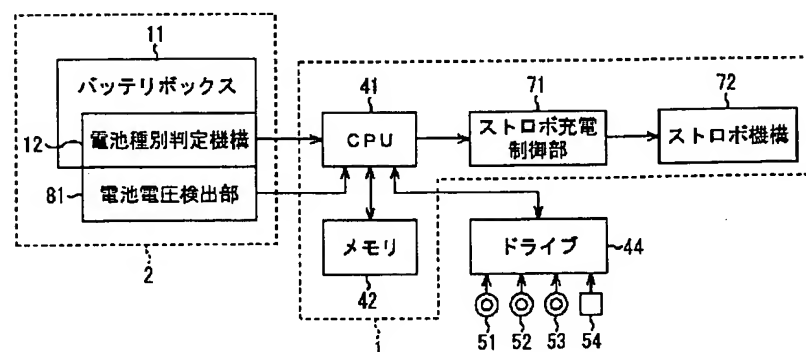 11
バッテリボックス
12
電池種別判定機構
81
電池電圧検出部
2
41
CPU
71
ストロボ充電
制御部
72
ストロボ機構
メモリ
42
ドライブ
44
51
52
53
54
1